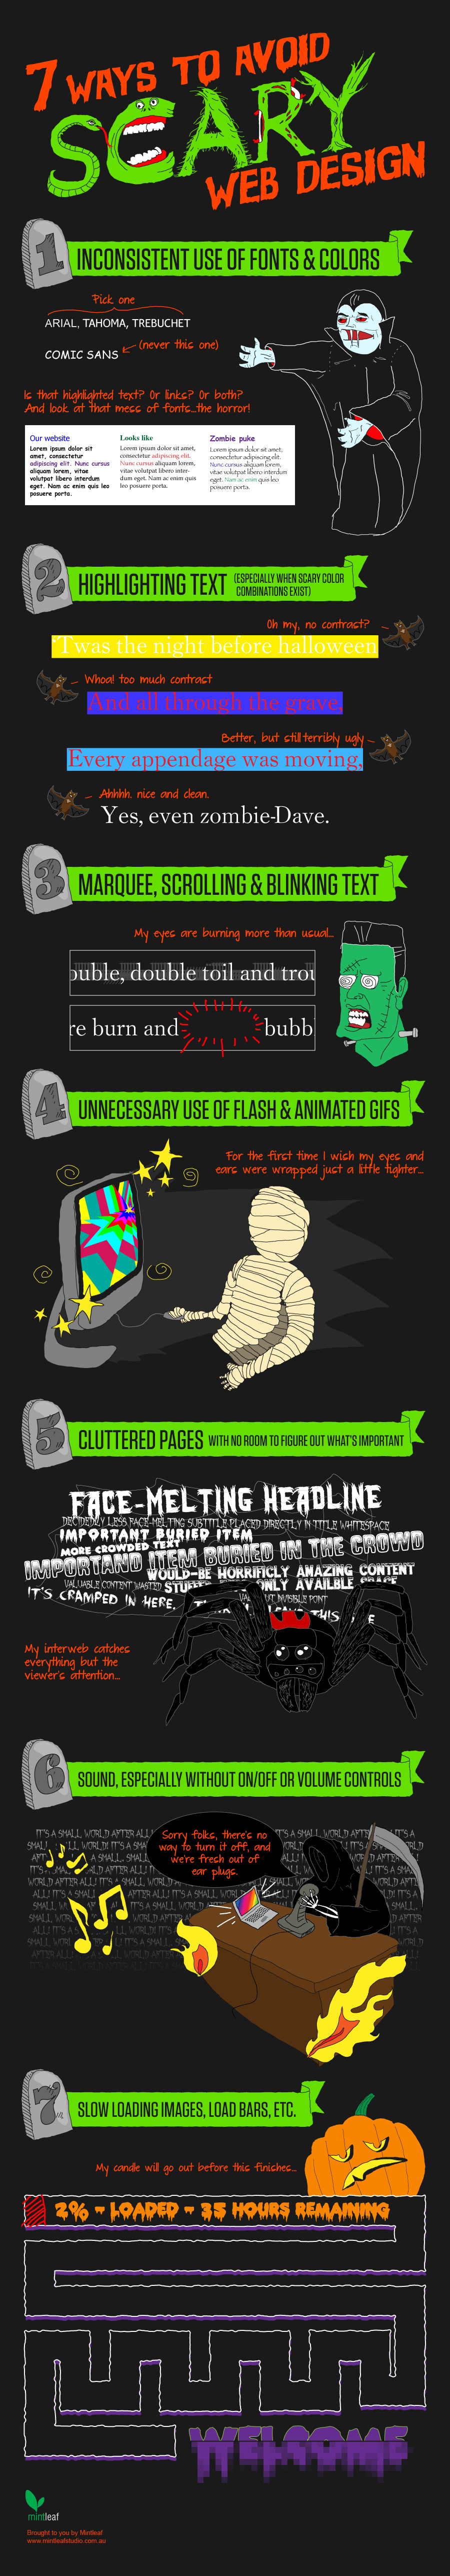 7 WAYS TO AVOID
SCARY
WEB DESIGN
1
INCONSISTENT USE OF FONTS & COLORS
Pick one
ARIAL, TAHOMA, TREBUCHET
COMIC SANS
(never this one)
Is that highlighted text? Or links? Or both?
And look at that mess of fonts...the horror!
Our website
Lorem ipsum dolor sit
amet, consectetur
adipiscing elit. Nunc cursus
aliquam lorem, vitae
volutpat libero interdum
eget. Nam ac enim quis leo
posuere porta.
Looks like
Lorem ipsum dolor sit amet,
consectetur adipiscing elit.
Nunc cursus aliquam lorem,
vitae volutpat libero inter-
dum eget. Nam ac enim quis
leo posuere porta.
Zombie puke
Lorem ipsum dolor sit amet,
consectetur adipiscing elit.
Nunc cursus aliquam lorem,
vitae volutpat libero interdum
eget. Nam ac enim quis leo
posuere porta.
2
HIGHLIGHTING TEXT (ESPECIALLY WHEN SCARY COLOR
COMBINATIONS EXIST)
Oh my, no contrast?
'Twas the night before halloween
Whoa! too much contrast
And all through the grave,
Better, but still terribly ugly
Every appendage was moving,
Ahhhh. nice and clean.
Yes, even zombie-Dave.
3
MARQUEE, SCROLLING & BLINKING TEXT
My eyes are burning more than usual...
ouble, double toil and trou
re burn and bubb
4
UNNECESSARY USE OF FLASH & ANIMATED GIFS
For the first time I wish my eyes and
ears were wrapped just a little tighter...
5
CLUTTERED PAGES WITH NO ROOM TO FIGURE OUT WHAT'S IMPORTANT
FACE-MELTING HEADLINE
DECIDEDLY LESS FACE-MELTING SUBTITLE PLACED DIRECTLY IN TITLE WHITESPACE
IMPORTANT BURIED ITEM
MORE CROWDED TEXT
IMPORTAND ITEM BURIED IN THE CROWD
WOULD-BE HORRIFICLY AMAZING CONTENT
VALUABLE CONTENT WASTED
ONLY AVAILBLE
IT'S CRAMPED IN HERE.
My interweb catches
everything but the
viewer's attention...
6
SOUND, ESPECIALLY WITHOUT ON/OFF OR VOLUME CONTROLS
IT'S A SMALL, WORLD AFTER ALL!
Sorry folks, there's no
way to turn it off, and
we're fresh out of
ear plugs.
7
SLOW LOADING IMAGES, LOAD BARS, ETC.
My candle will go out before this finishes...
2% - LOADED - 35 HOURS REMAINING
WELCOME
mintleaf
Brought to you by Mintleaf
www.mintleafstudio.com.au